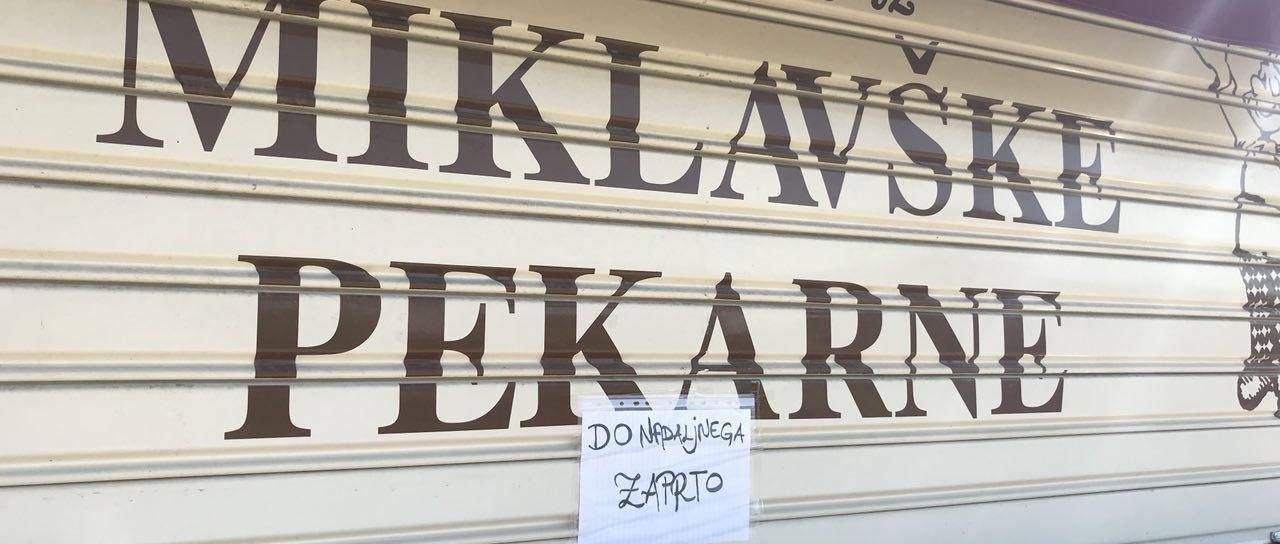 MIKLAVŠKE
PEKARNE
DO NADALJNEGA
ZAPRTO